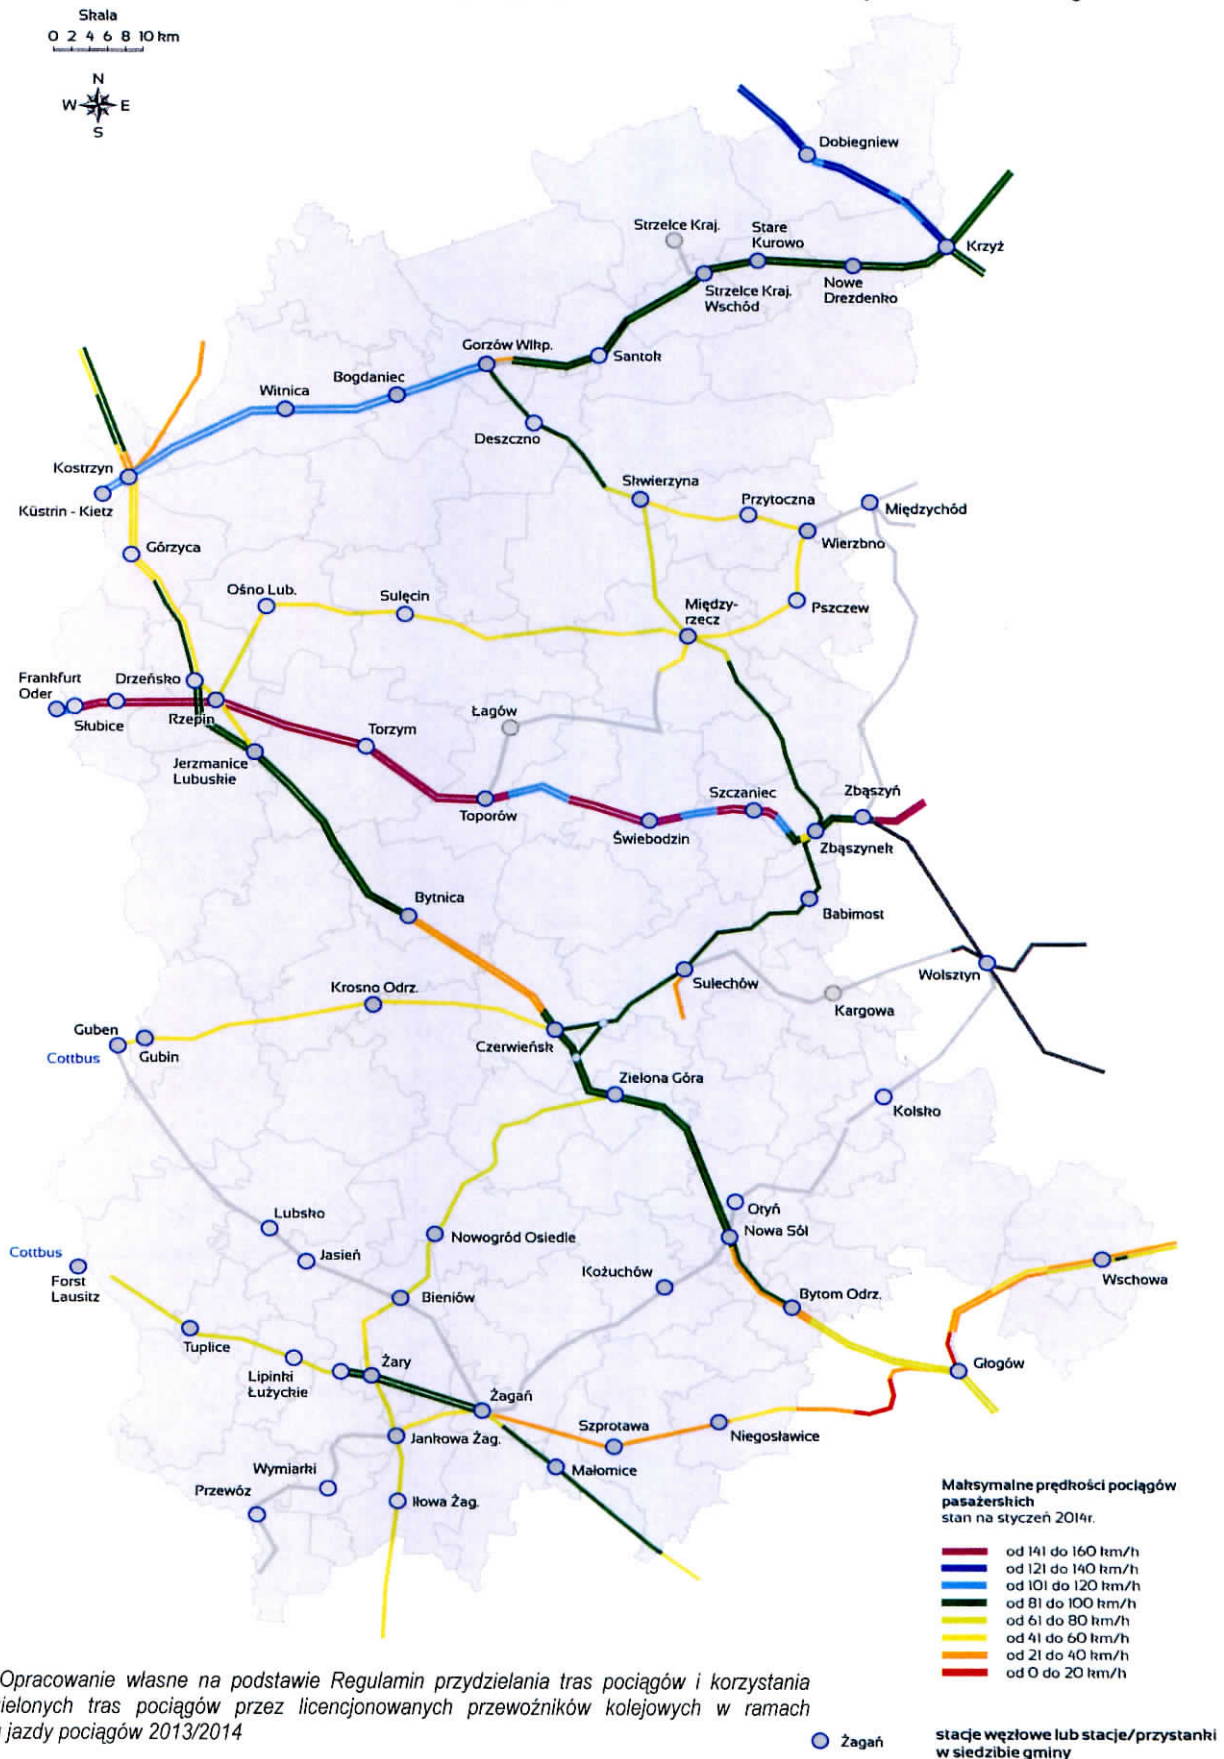 Skala
0 2 4 6 8 10 km
N
W E
S
Dobiegniew
Strzelce Kraj.
Stare
Kurowo
Krzyż
Strzelce Kraj.
Wschód
Nowe
Drezdenko
Gorzów Wlkp.
Santok
Bogdaniec
Witnica
Deszczno
Kostrzyn
Küstrin - Kietz
Skwierzyna
Przytoczna
Międzychód
Wierzbno
Górzyca
Ośno Lub.
Sulęcin
Między-
rzecz
Pszczew
Frankfurt
Oder
Drzeńsko
Słubice
Rzepin
Torzym
Łagów
Jerzmanice
Lubuskie
Toporów
Świebodzin
Szczaniec
Zbąszyń
Zbąszynek
Bytnica
Babimost
Sulechów
Wolsztyn
Kargowa
Krosno Odrz.
Guben
Cottbus
Gubin
Czerwieńsk
Zielona Góra
Kolsko
Lubsko
Jasień
Nowogród Osiedle
Otyń
Nowa Sól
Cottbus
Forst
Lausitz
Bieniów
Kożuchów
Bytom Odrz.
Wschowa
Tuplice
Lipinki
Łużyckie
Żary
Żagań
Głogów
Szprotawa
Niegosławice
Jankowa Żag.
Małomice
Wymiarki
Przewóz
Iłowa Żag.
Maksymalne prędkości pociągów
pasażerskich
stan na styczeń 2014r.
od 141 do 160 km/h
od 121 do 140 km/h
od 101 do 120 km/h
od 81 do 100 km/h
od 61 do 80 km/h
od 41 do 60 km/h
od 21 do 40 km/h
od 0 do 20 km/h
Opracowanie własne na podstawie Regulamin przydzielania tras pociągów i korzystania
ielonych tras pociągów przez licencjonowanych przewoźników kolejowych w ramach
jazdy pociągów 2013/2014
Żagań
stacje węzłowe lub stacje/przystanki
w siedzibie gminy